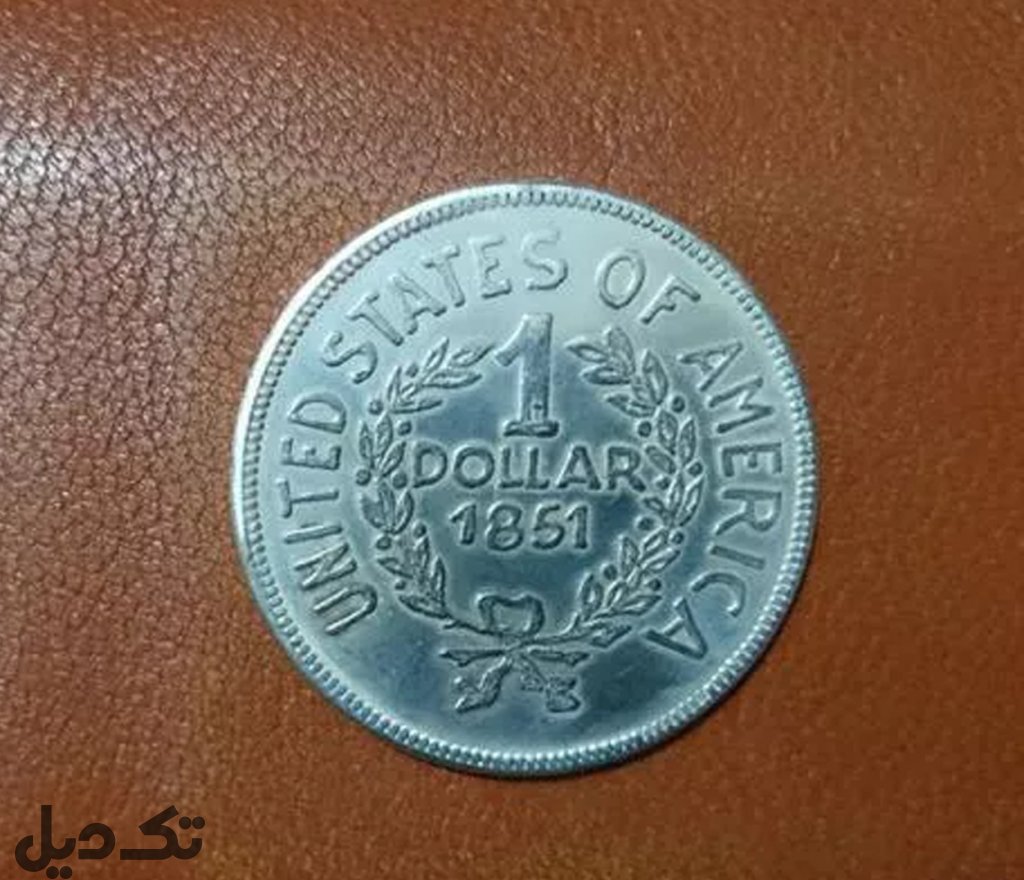 UNITED STATES OF AMERICA
1
DOLLAR
1851
تک دیل